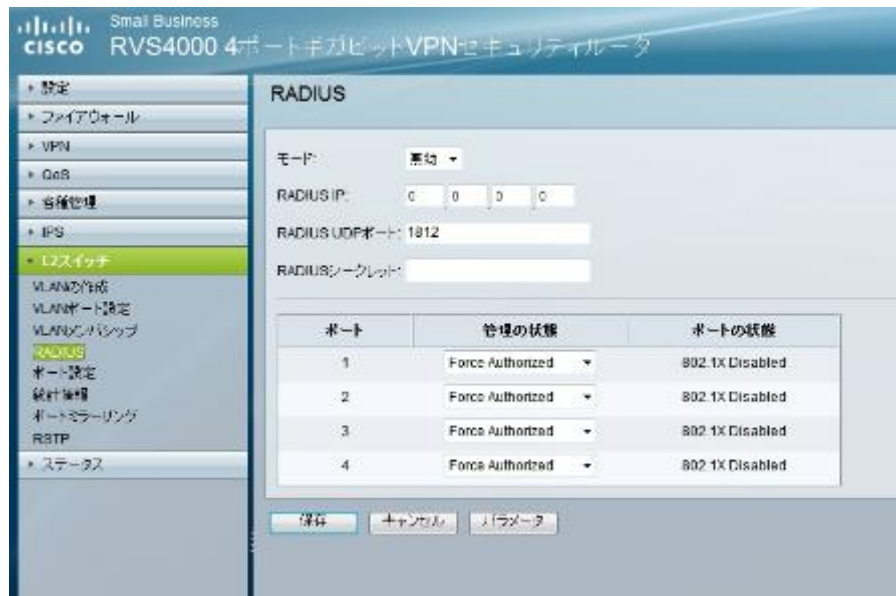 Small Business
CISCO RVS4000 4ポートギガビットVPNセキュリティルータ
設定
ファイアウォール
VPN
QoS
各種管理
IPS
L2スイッチ
VLANの作成
VLANポート設定
VLANメンバシップ
RADIUS
ポート設定
統計情報
ポートミラーリング
RSTP
ステータス
RADIUS
モード: 無効
RADIUS IP: 0 0 0 0
RADIUS UDPポート: 1812
RADIUSシークレット:
ポート 管理の状態 ポートの状態
1 Force Authorized 802.1X Disabled
2 Force Authorized 802.1X Disabled
3 Force Authorized 802.1X Disabled
4 Force Authorized 802.1X Disabled
保存 キャンセル パラメータ